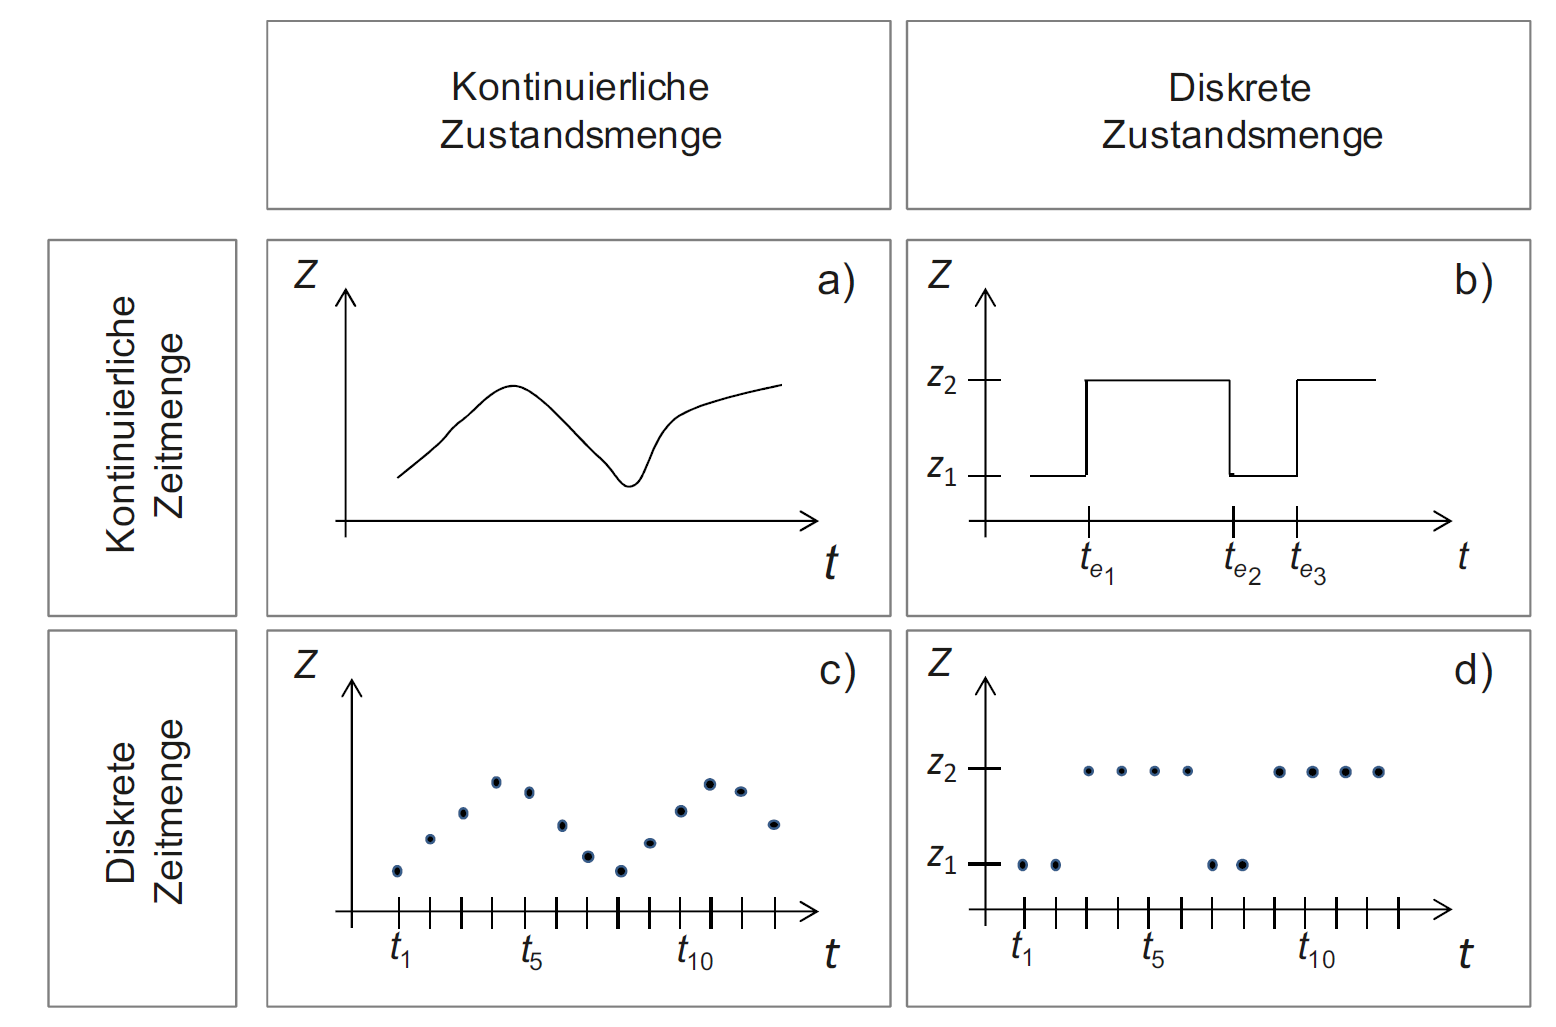 Kontinuierliche
Zustandsmenge
Diskrete
Zustandsmenge
Kontinuierliche
Zeitmenge
Z
a)
t
Z
b)
z2
z1
te1
te2
te3
t
Diskrete
Zeitmenge
Z
c)
t1
t5
t10
t
Z
d)
z2
z1
t1
t5
t10
t